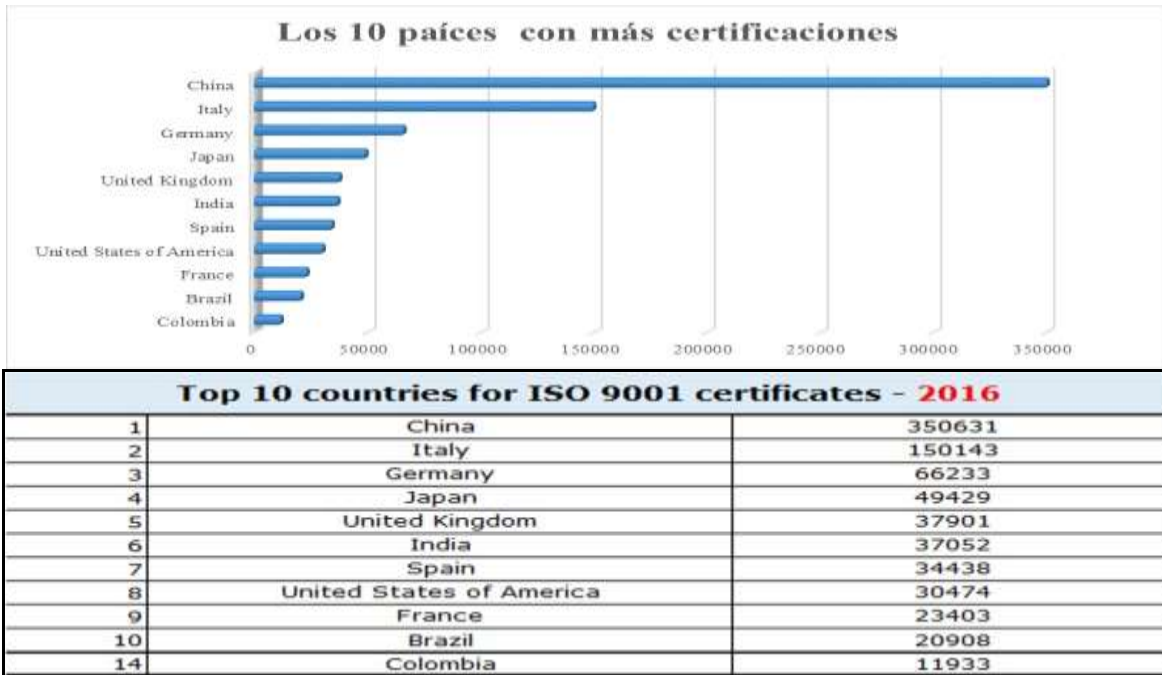 Los 10 paíces con más certificaciones
China
Italy
Germany
Japan
United Kingdom
India
Spain
United States of America
France
Brazil
Colombia
0 50000 100000 150000 200000 250000 300000 350000
Top 10 countries for ISO 9001 certificates - 2016
1 China 350631
2 Italy 150143
3 Germany 66233
4 Japan 49429
5 United Kingdom 37901
6 India 37052
7 Spain 34438
8 United States of America 30474
9 France 23403
10 Brazil 20908
14 Colombia 11933